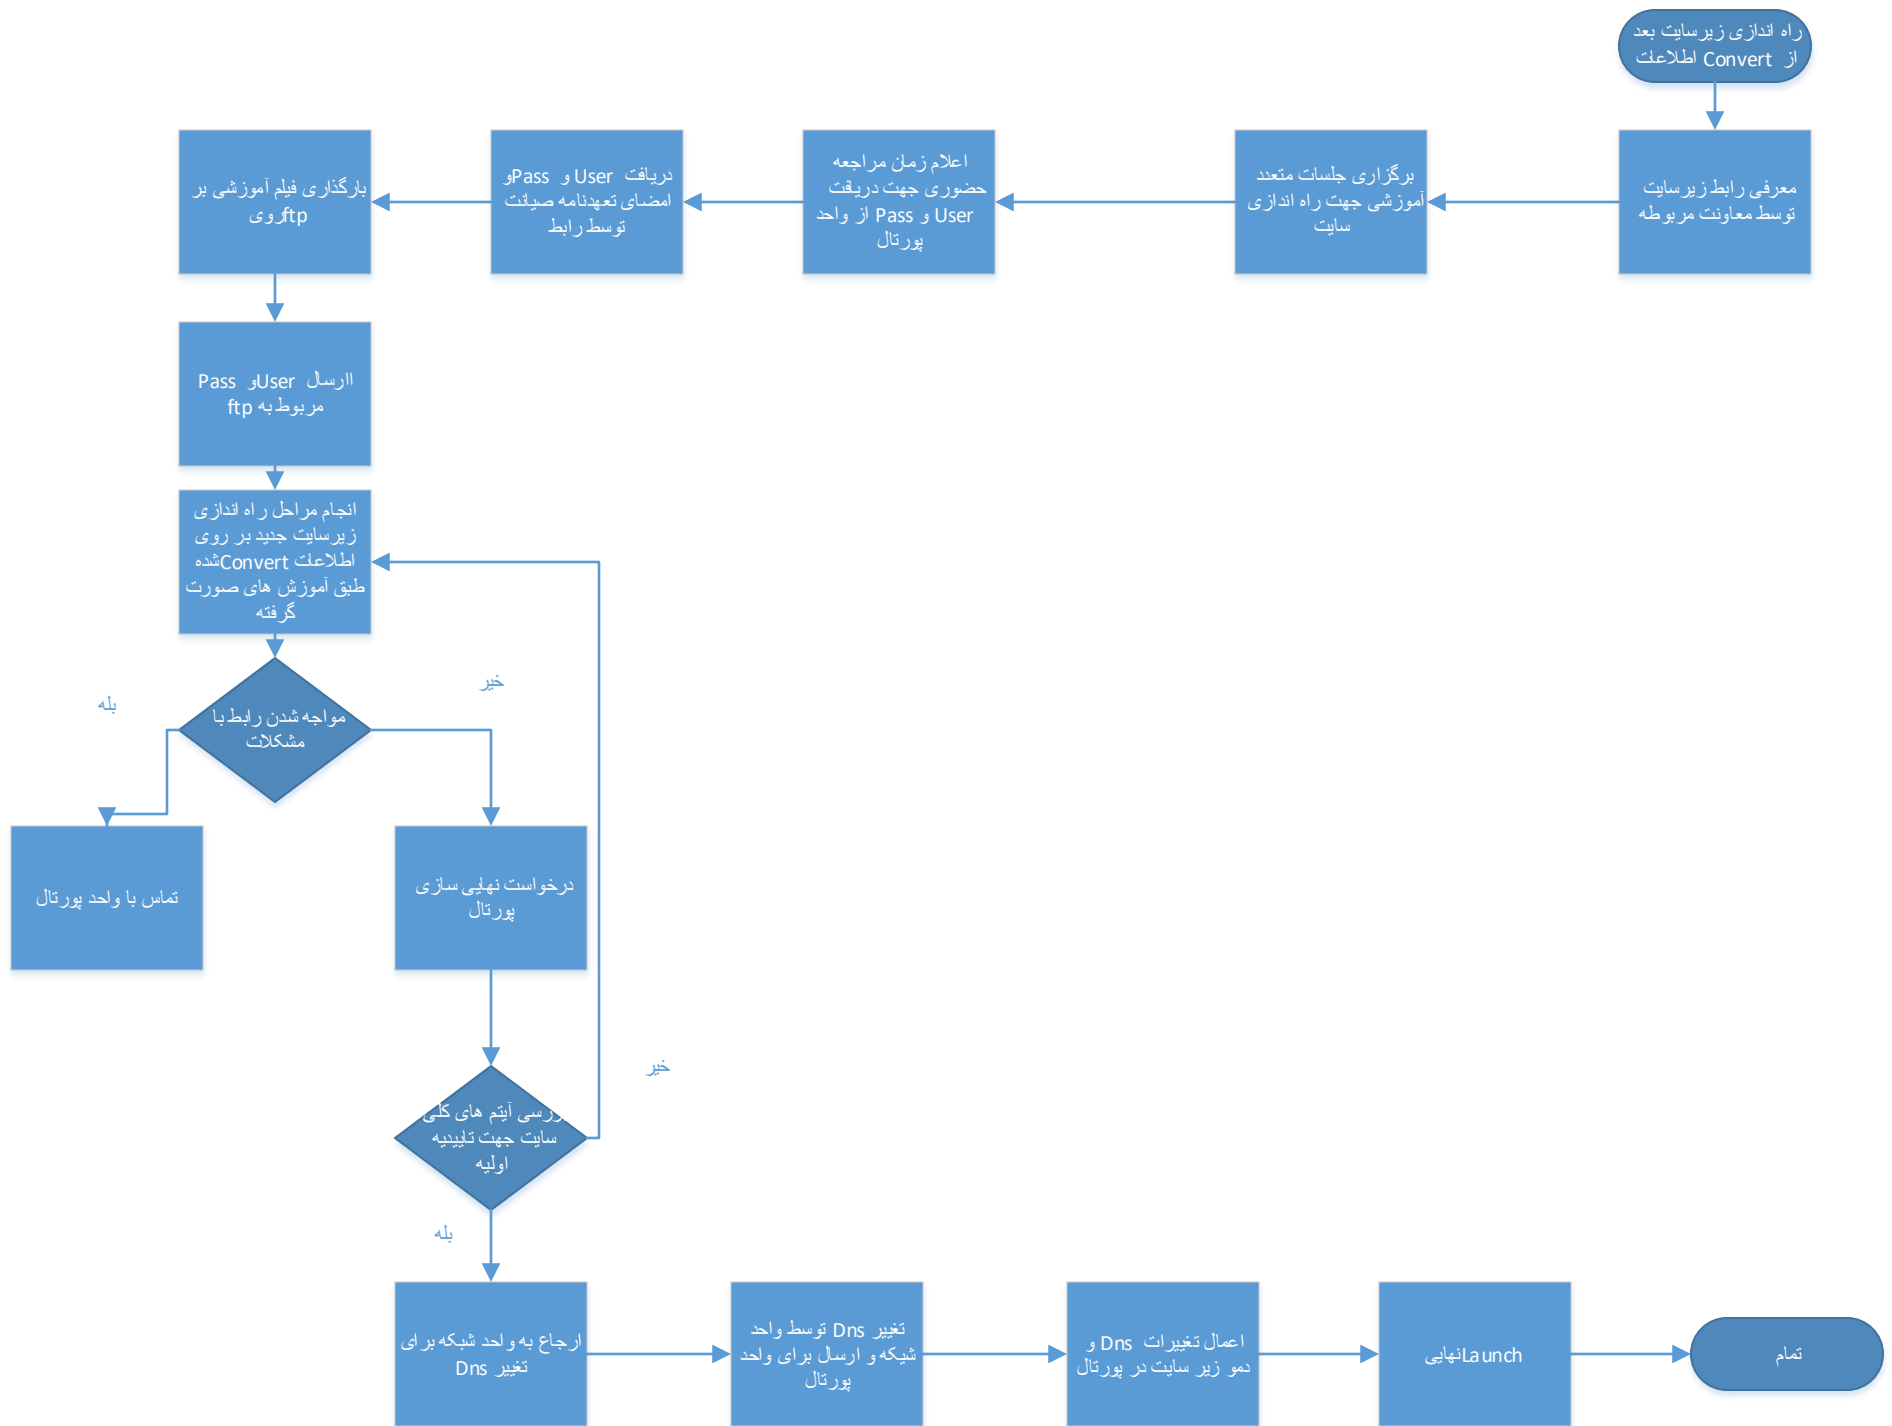 راه اندازی زیرسایت بعد
از Convert اطلاعات
معرفی رابط زیرسایت
توسط معاونت مربوطه
برگزاری جلسات متعدد
آموزشی جهت راه اندازی
سایت
اعلام زمان مراجعه
حضوری جهت دریافت
User و Pass از واحد
پورتال
دریافت User و Passو
امضای تعهدنامه صیانت
توسط رابط
بارگذاری فیلم آموزشی بر
رویftp
اارسال Userو Pass
مربوط به ftp
انجام مراحل راه اندازی
زیرسایت جدید بر روی
اطلاعات Convertشده
طبق آموزش های صورت
گرفته
مواجه شدن رابط با
مشکلات
بله
خیر
تماس با واحد پورتال
درخواست نهایی سازی
پورتال
بررسی آیتم های کلی
سایت جهت تاییدیه
اولیه
خیر
بله
ارجاع به واحد شبکه برای
تغییر Dns
تغییر Dns توسط واحد
شبکه و ارسال برای واحد
پورتال
اعمال تغییرات Dns و
دمو زیر سایت در پورتال
Launchنهایی
تمام